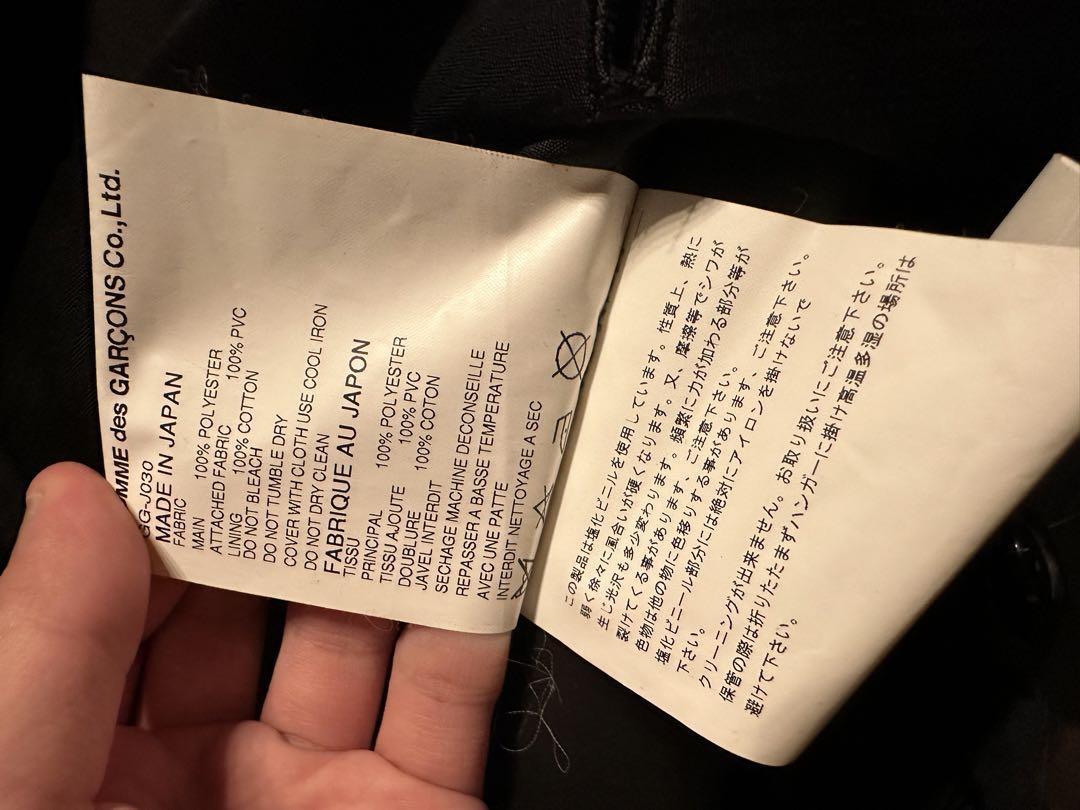 COMME des GARÇONS Co.,Ltd.
GG-J030
MADE IN JAPAN
FABRIC
MAIN 100% POLYESTER
ATTACHED FABRIC 100% PVC
LINING 100% COTTON
DO NOT BLEACH
DO NOT TUMBLE DRY
COVER WITH CLOTH USE COOL IRON
DO NOT DRY CLEAN
FABRIQUE AU JAPON
TISSU
PRINCIPAL 100% POLYESTER
TISSU AJOUTE 100% PVC
DOUBLURE 100% COTON
JAVEL INTERDIT
SECHAGE MACHINE DECONSEILLE
REPASSER A BASSE TEMPERATURE
AVEC UNE PATTE
INTERDIT NETTOYAGE A SEC
この製品は塩化ビニールを使用しています。性質上、熱に
弱く徐々に風合いが硬くなります。又、摩擦等でシワが
生じ光沢も多少変わります。頻繁に力が加わる部分等が
裂けてくる事があります。ご注意下さい。
色物は他の物に色移りする事があります、ご注意下さい。
塩化ビニール部分には絶対にアイロンを掛けないで
下さい。
クリーニングが出来ません。お取り扱いにご注意下さい。
保管の際は折りたたまずハンガーに掛け高温多湿の場所は
避けて下さい。